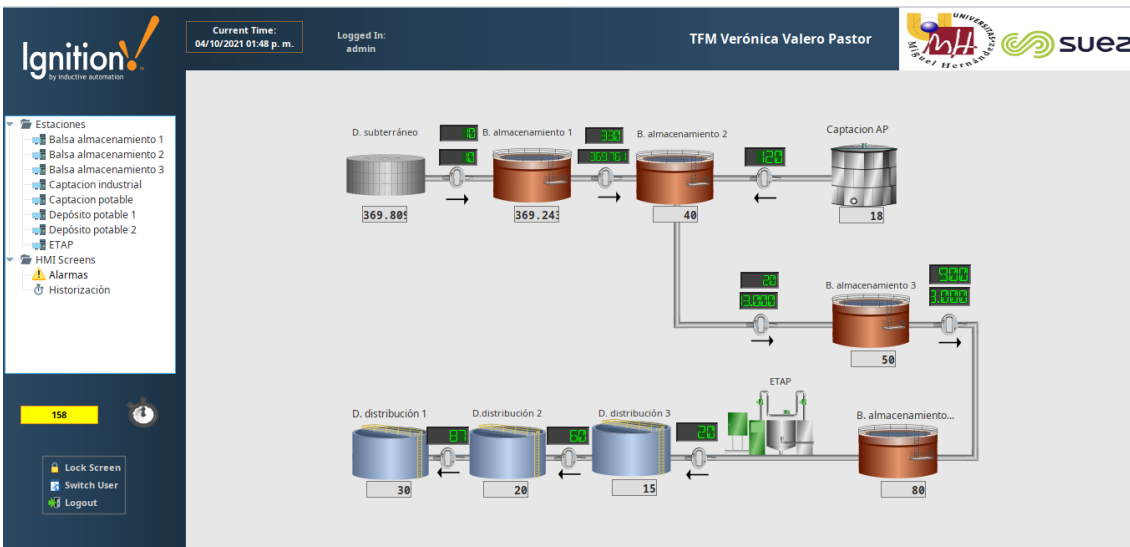 Ignition!
by inductive automation
Current Time:
04/10/2021 01:48 p. m.
Logged In:
admin
TFM Verónica Valero Pastor
UNIVERSITAS
Miguel Hernández
suez
Estaciones
Balsa almacenamiento 1
Balsa almacenamiento 2
Balsa almacenamiento 3
Captacion industrial
Captacion potable
Depósito potable 1
Depósito potable 2
ETAP
HMI Screens
Alarmas
Historización
158
Lock Screen
Switch User
Logout
D. subterráneo
10
10
B. almacenamiento 1
330
369.761
B. almacenamiento 2
120
Captacion AP
369.809
369.243
40
18
20
3.000
B. almacenamiento 3
900
3.000
50
ETAP
D. distribución 1
87
D.distribución 2
60
D. distribución 3
20
B. almacenamiento...
30
20
15
80